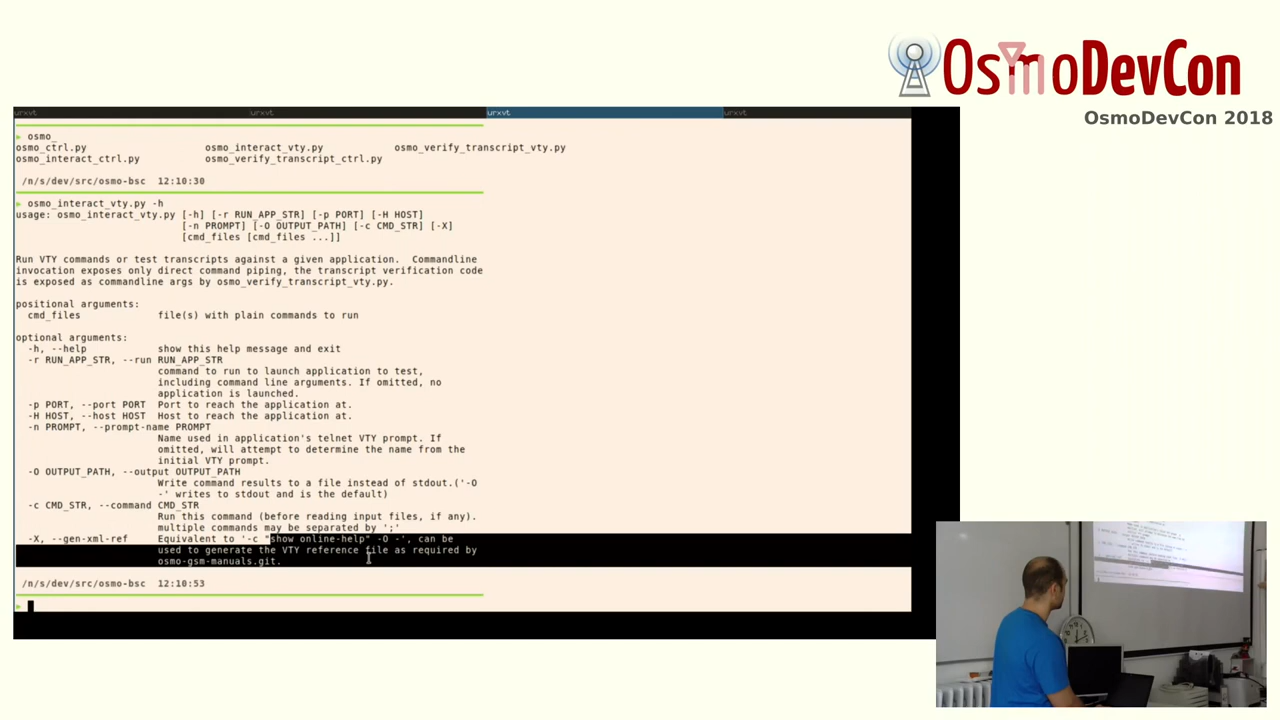 OsmoDevCon
OsmoDevCon 2018
urxvt urxvt urxvt urxvt
▶ osmo_
osmo_ctrl.py osmo_interact_vty.py osmo_verify_transcript_vty.py
osmo_interact_ctrl.py osmo_verify_transcript_ctrl.py
/n/s/dev/src/osmo-bsc 12:10:30
▶ osmo_interact_vty.py -h
usage: osmo_interact_vty.py [-h] [-r RUN_APP_STR] [-p PORT] [-H HOST]
[-n PROMPT] [-O OUTPUT_PATH] [-c CMD_STR] [-X]
[cmd_files [cmd_files ...]]
Run VTY commands or test transcripts against a given application. Commandline
invocation exposes only direct command piping, the transcript verification code
is exposed as commandline args by osmo_verify_transcript_vty.py.
positional arguments:
cmd_files file(s) with plain commands to run
optional arguments:
-h, --help show this help message and exit
-r RUN_APP_STR, --run RUN_APP_STR
command to run to launch application to test,
including command line arguments. If omitted, no
application is launched.
-p PORT, --port PORT Port to reach the application at.
-H HOST, --host HOST Host to reach the application at.
-n PROMPT, --prompt-name PROMPT
Name used in application's telnet VTY prompt. If
omitted, will attempt to determine the name from the
initial VTY prompt.
-O OUTPUT_PATH, --output OUTPUT_PATH
Write command results to a file instead of stdout.('-O
-' writes to stdout and is the default)
-c CMD_STR, --command CMD_STR
Run this command (before reading input files, if any).
multiple commands may be separated by ';'
-X, --gen-xml-ref Equivalent to '-c "show online-help" -O -', can be
used to generate the VTY reference file as required by
osmo-gsm-manuals.git.
/n/s/dev/src/osmo-bsc 12:10:53
▶